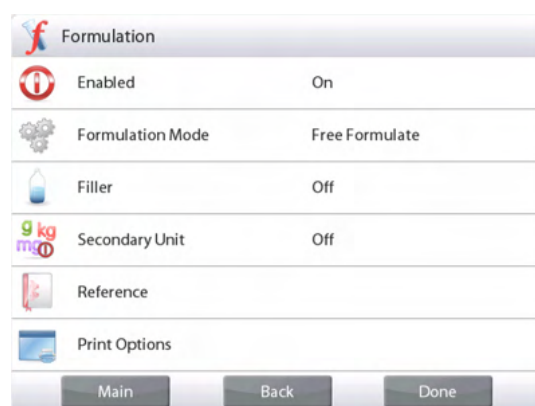 f Formulation
Enabled On
Formulation Mode Free Formulate
Filler Off
g kg
mg
Secondary Unit Off
Reference
Print Options
Main Back Done